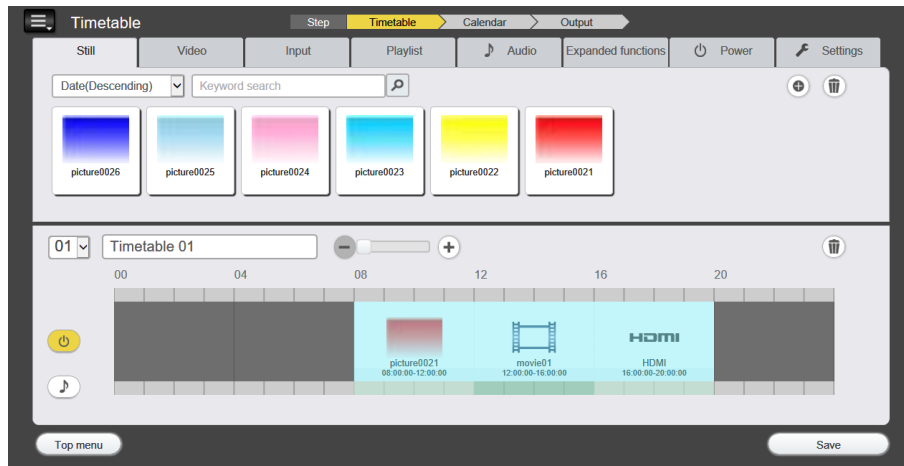 Timetable
Step Timetable Calendar Output
Still Video Input Playlist Audio Expanded functions Power Settings
Date(Descending) Keyword search
picture0026 picture0025 picture0024 picture0023 picture0022 picture0021
01 Timetable 01
00 04 08 12 16 20
HDMI
picture0021 movie01 HDMI
08:00:00-12:00:00 12:00:00-16:00:00 16:00:00-20:00:00
Top menu Save